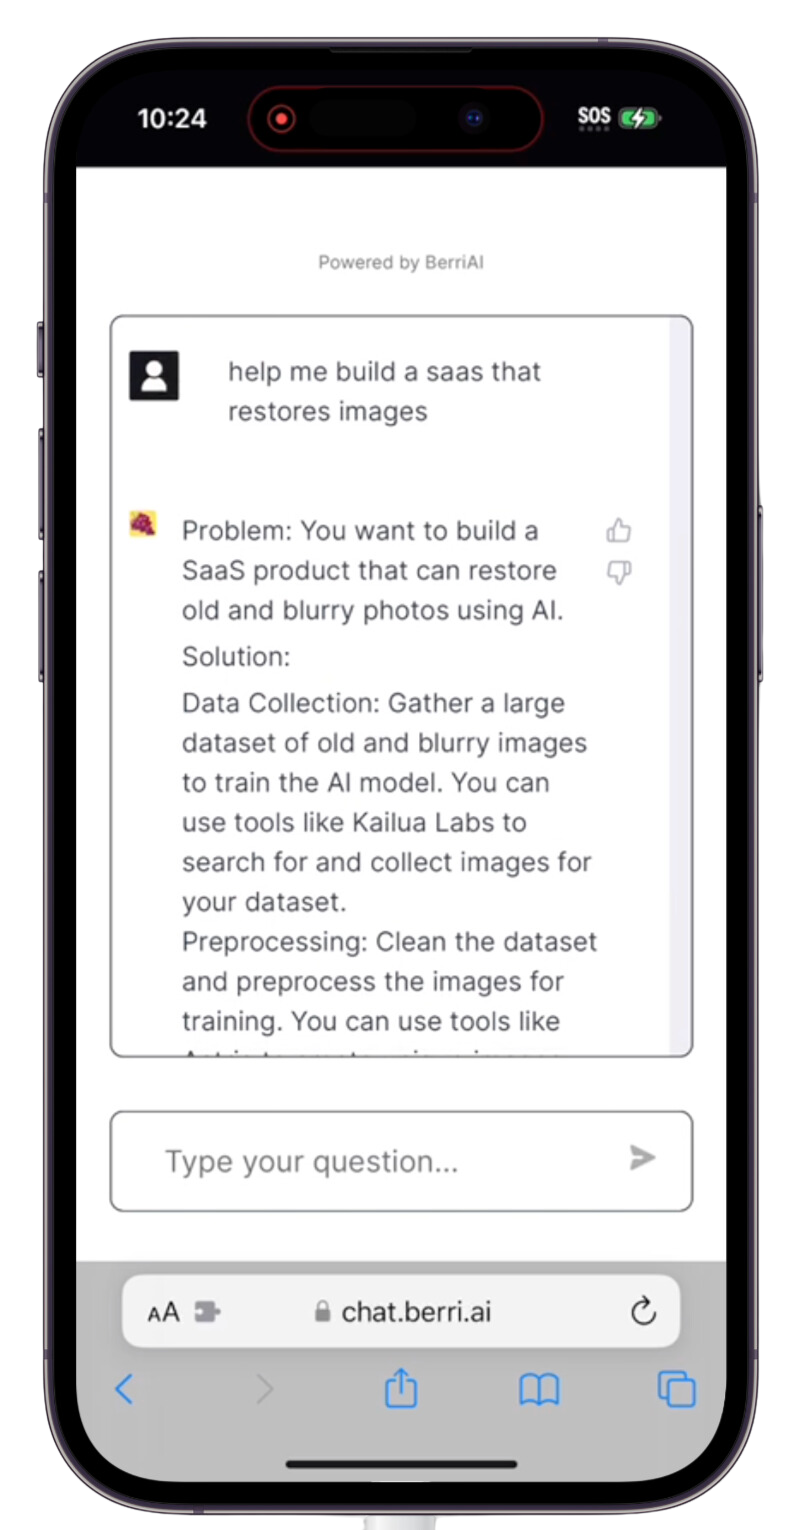 10:24
SOS
Powered by BerriAI
help me build a saas that
restores images
Problem: You want to build a
SaaS product that can restore
old and blurry photos using AI.
Solution:
Data Collection: Gather a large
dataset of old and blurry images
to train the AI model. You can
use tools like Kailua Labs to
search for and collect images for
your dataset.
Preprocessing: Clean the dataset
and preprocess the images for
training. You can use tools like
Type your question...
AA
chat.berri.ai